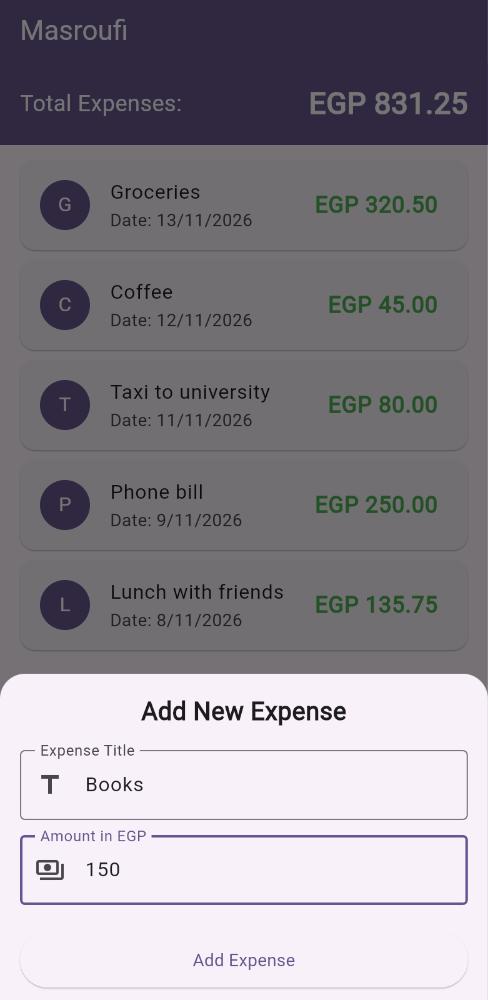 Masroufi
Total Expenses: EGP 831.25
G Groceries EGP 320.50
Date: 13/11/2026
C Coffee EGP 45.00
Date: 12/11/2026
T Taxi to university EGP 80.00
Date: 11/11/2026
P Phone bill EGP 250.00
Date: 9/11/2026
L Lunch with friends EGP 135.75
Date: 8/11/2026
Add New Expense
Expense Title
Books
Amount in EGP
150
Add Expense